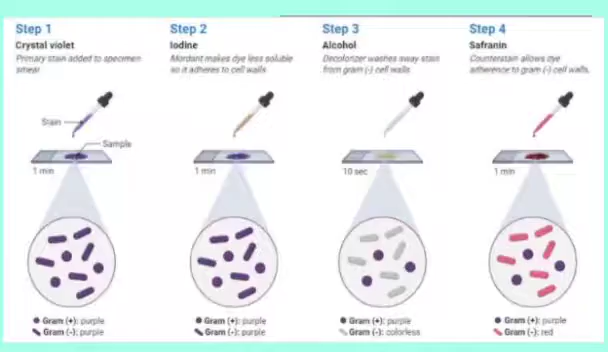 Step 1
Crystal violet
Primary stain added to specimen
smear
Stain
Sample
1 min
Gram (+): purple
Gram (-): purple
Step 2
Iodine
Mordant makes dye less soluble
so it adheres to cell walls
1 min
Gram (+): purple
Gram (-): purple
Step 3
Alcohol
Decolorizer washes away stain
from gram (-) cell walls.
10 sec
Gram (+): purple
Gram (-): colorless
Step 4
Safranin
Counterstain allows dye
adherence to gram (-) cell walls.
1 min
Gram (+): purple
Gram (-): red